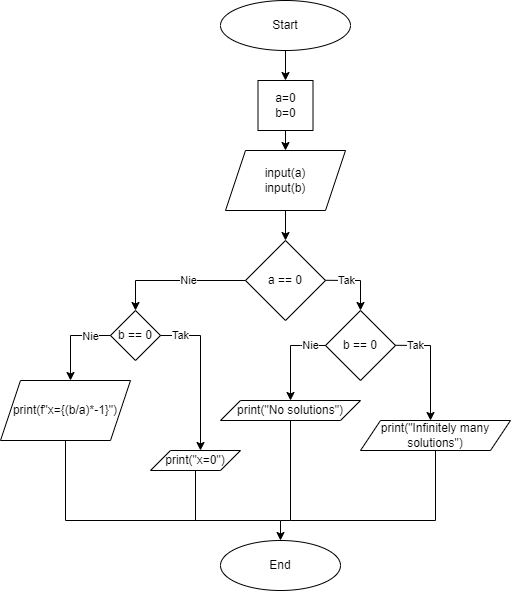 Start
a=0
b=0
input(a)
input(b)
a == 0
Nie
Tak
b == 0
Nie
Tak
b == 0
Nie
Tak
print(f"x={(b/a)*-1}")
print("x=0")
print("No solutions")
print("Infinitely many
solutions")
End